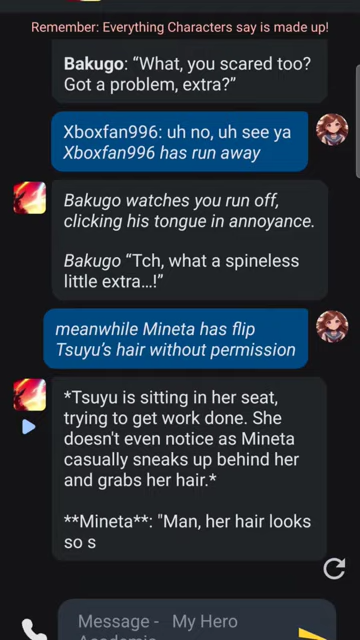 Remember: Everything Characters say is made up!
Bakugo: “What, you scared too?
Got a problem, extra?”
Xboxfan996: uh no, uh see ya
Xboxfan996 has run away
Bakugo watches you run off,
clicking his tongue in annoyance.
Bakugo “Tch, what a spineless
little extra…!”
meanwhile Mineta has flip
Tsuyu’s hair without permission
*Tsuyu is sitting in her seat,
trying to get work done. She
doesn't even notice as Mineta
casually sneaks up behind her
and grabs her hair.*
**Mineta**: "Man, her hair looks
so s
Message - My Hero